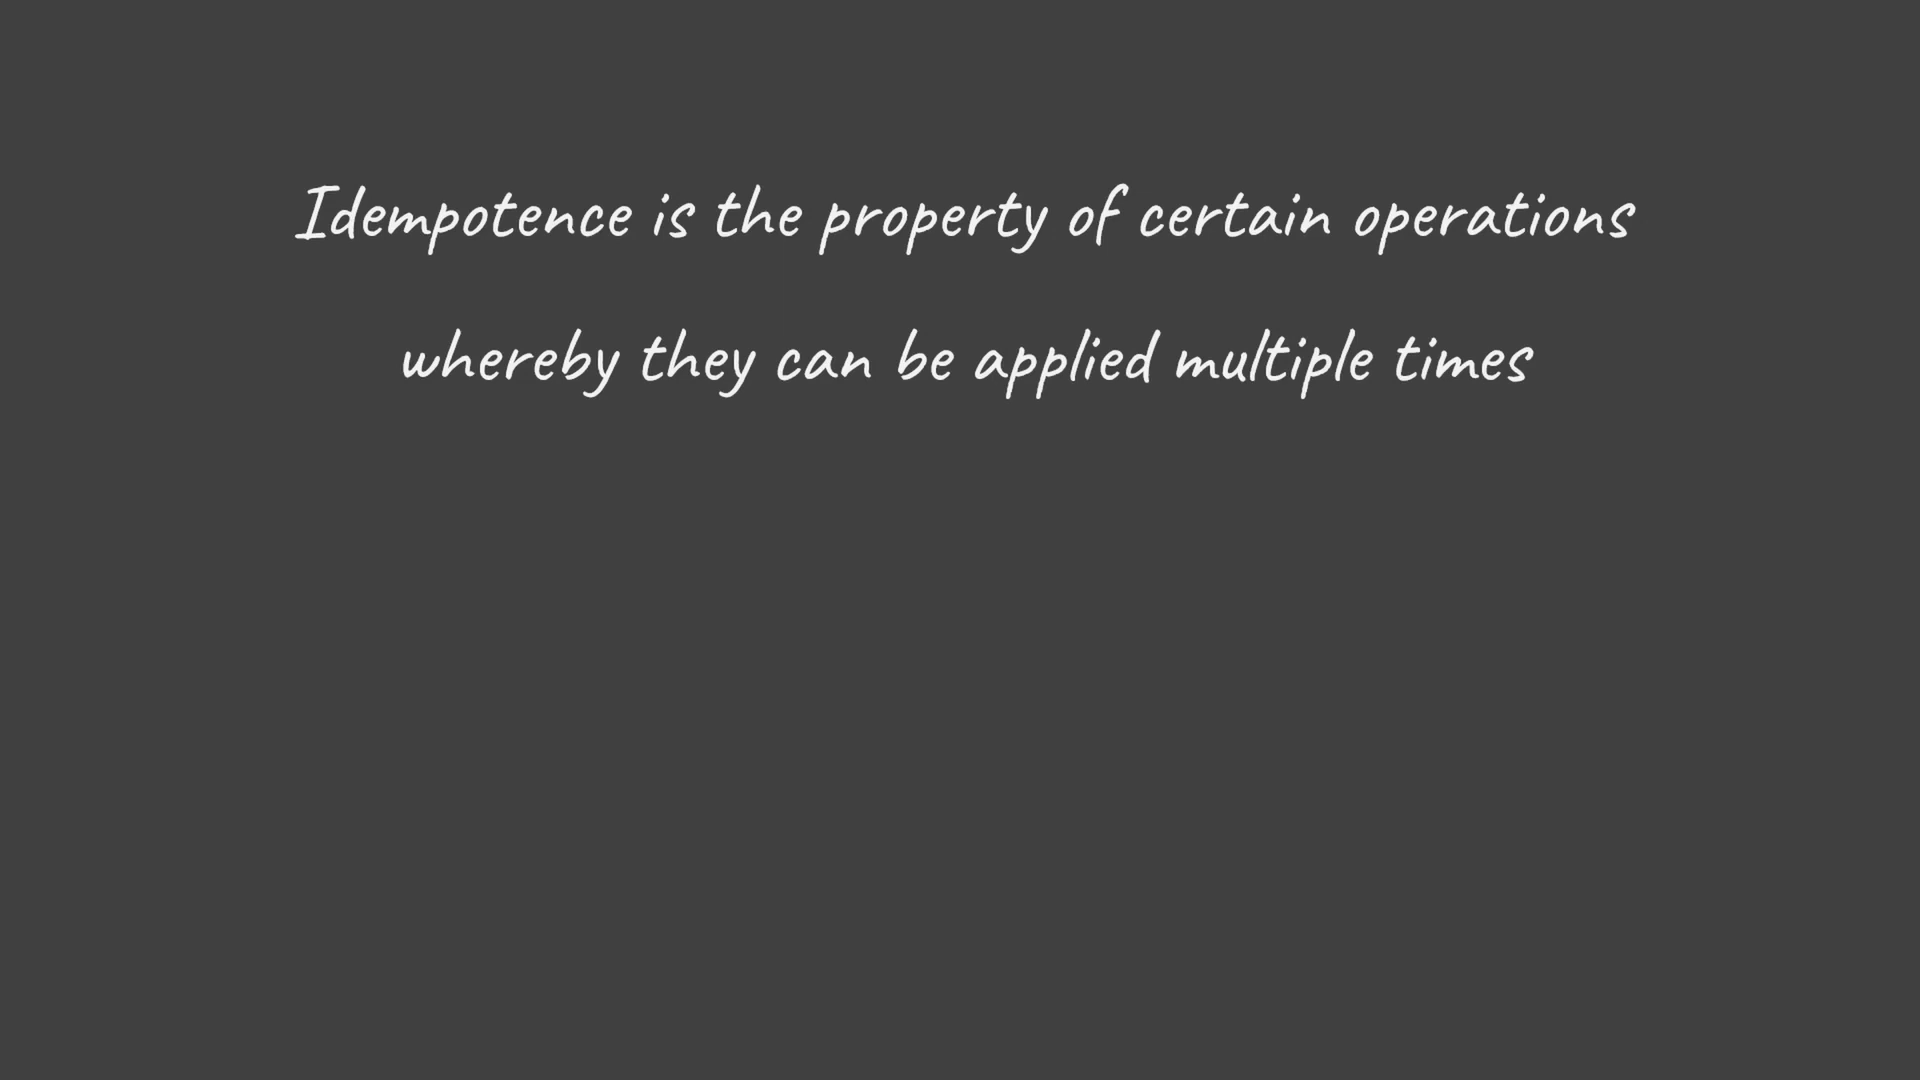 Idempotence is the property of certain operations
whereby they can be applied multiple times